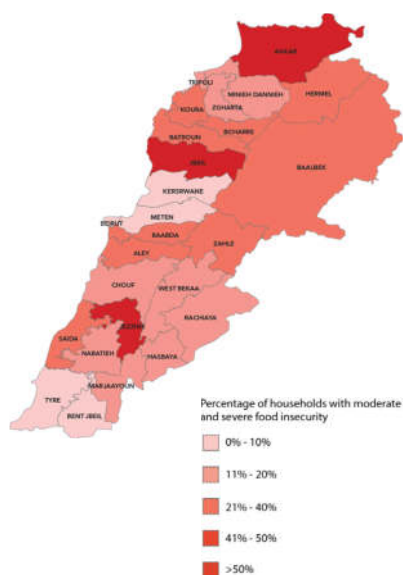 AKKAR
TRIPOLI
MINIEH DANNIEH
HERMEL
KOURA
ZGHARTA
BCHARRE
BATROUN
JBEIL
BAALBEK
KERSRWANE
METEN
BEIRUT
BAABDA
ZAHLE
ALEY
CHOUF
WEST BEKAA
RACHAYA
JEZZINE
SAIDA
NABATIEH
HASBAYA
MARJAAYOUN
TYRE
BENT JBEIL
Percentage of households with moderate
and severe food insecurity
0% - 10%
11% - 20%
21% - 40%
41% - 50%
>50%